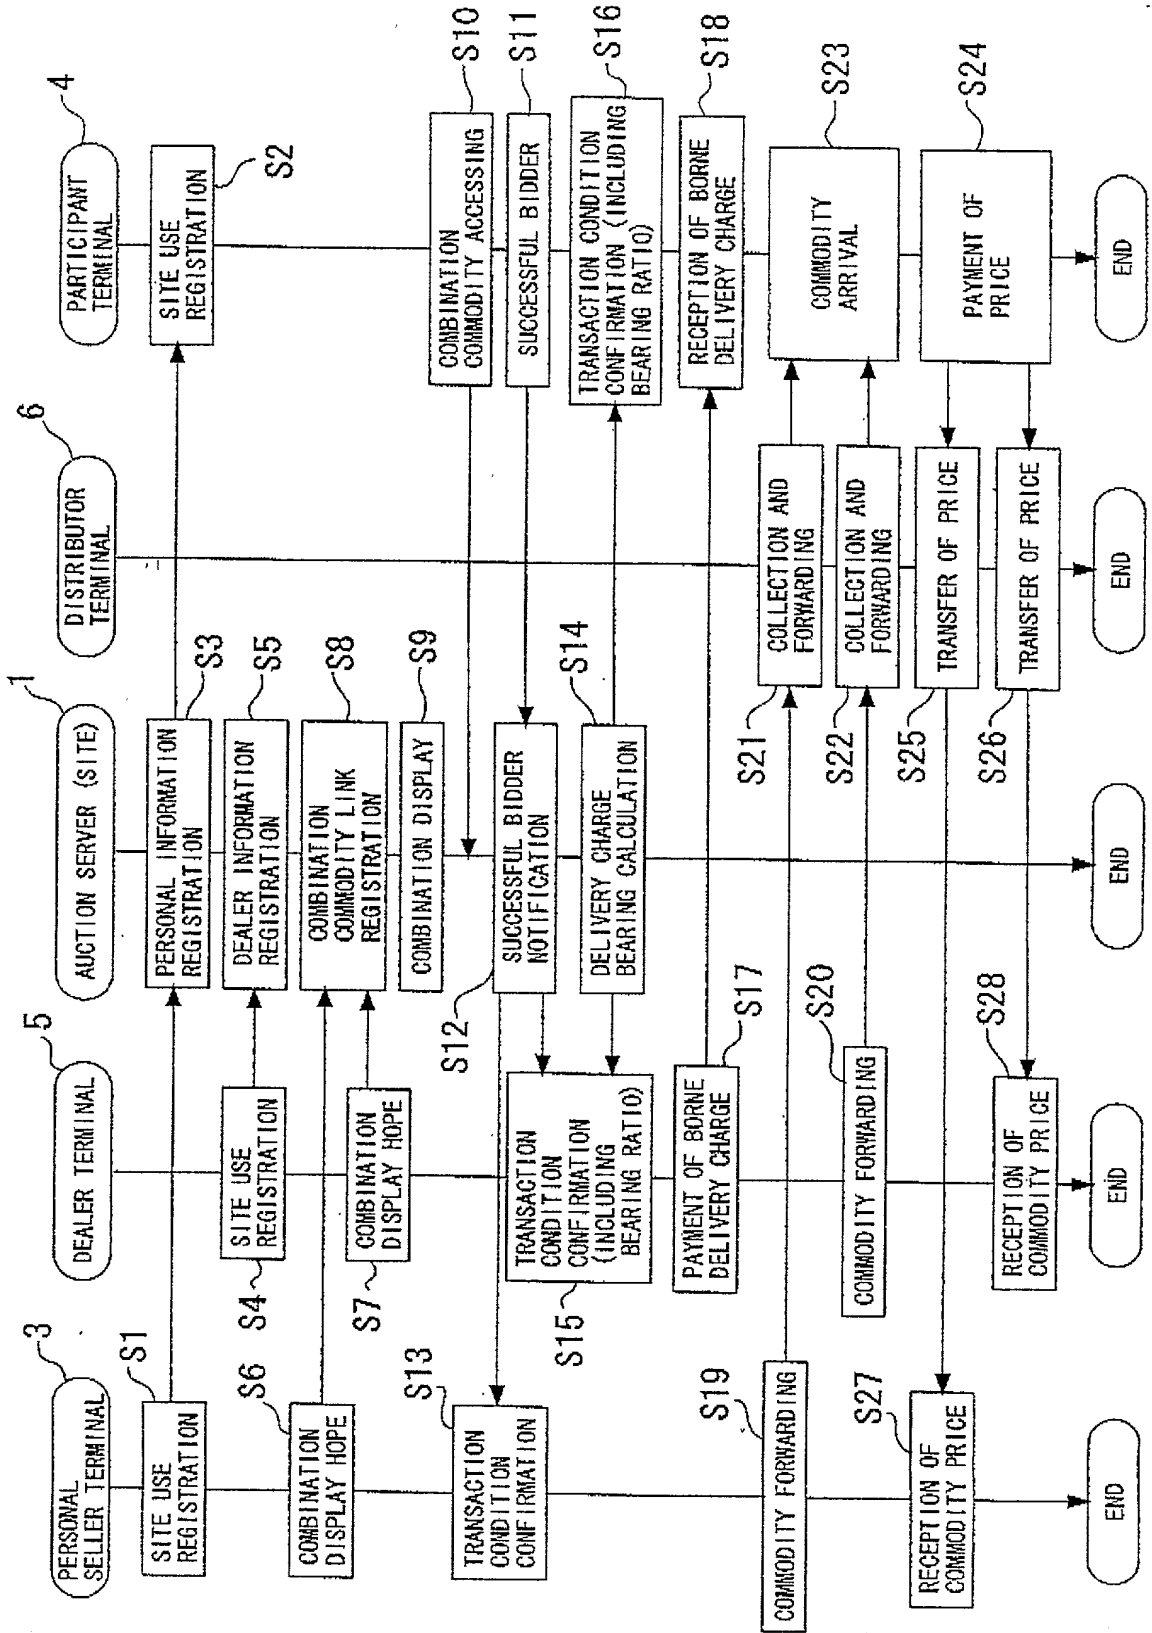 PERSONAL
SELLER TERMINAL
3
SITE USE
REGISTRATION
S1
COMBINATION
DISPLAY HOPE
S6
TRANSACTION
CONDITION
CONFIRMATION
S13
COMMODITY FORWARDING
S19
RECEPTION OF
COMMODITY PRICE
S27
END
DEALER TERMINAL
5
SITE USE
REGISTRATION
S4
COMBINATION
DISPLAY HOPE
S7
TRANSACTION
CONDITION
CONFIRMATION
(INCLUDING
BEARING RATIO)
S15
PAYMENT OF BORNE
DELIVERY CHARGE
S17
COMMODITY FORWARDING
S20
RECEPTION OF
COMMODITY PRICE
S28
END
AUCTION SERVER (SITE)
1
PERSONAL INFORMATION
REGISTRATION
S3
DEALER INFORMATION
REGISTRATION
S5
COMBINATION
COMMODITY LINK
REGISTRATION
S8
COMBINATION DISPLAY
S9
SUCCESSFUL BIDDER
NOTIFICATION
S12
DELIVERY CHARGE
BEARING CALCULATION
S14
END
DISTRIBUTOR
TERMINAL
6
COLLECTION AND
FORWARDING
S21
COLLECTION AND
FORWARDING
S22
TRANSFER OF PRICE
S25
TRANSFER OF PRICE
S26
END
PARTICIPANT
TERMINAL
4
SITE USE
REGISTRATION
S2
COMBINATION
COMMODITY ACCESSING
S10
SUCCESSFUL BIDDER
S11
TRANSACTION CONDITION
CONFIRMATION (INCLUDING
BEARING RATIO)
S16
RECEPTION OF BORNE
DELIVERY CHARGE
S18
COMMODITY
ARRIVAL
S23
PAYMENT OF
PRICE
S24
END